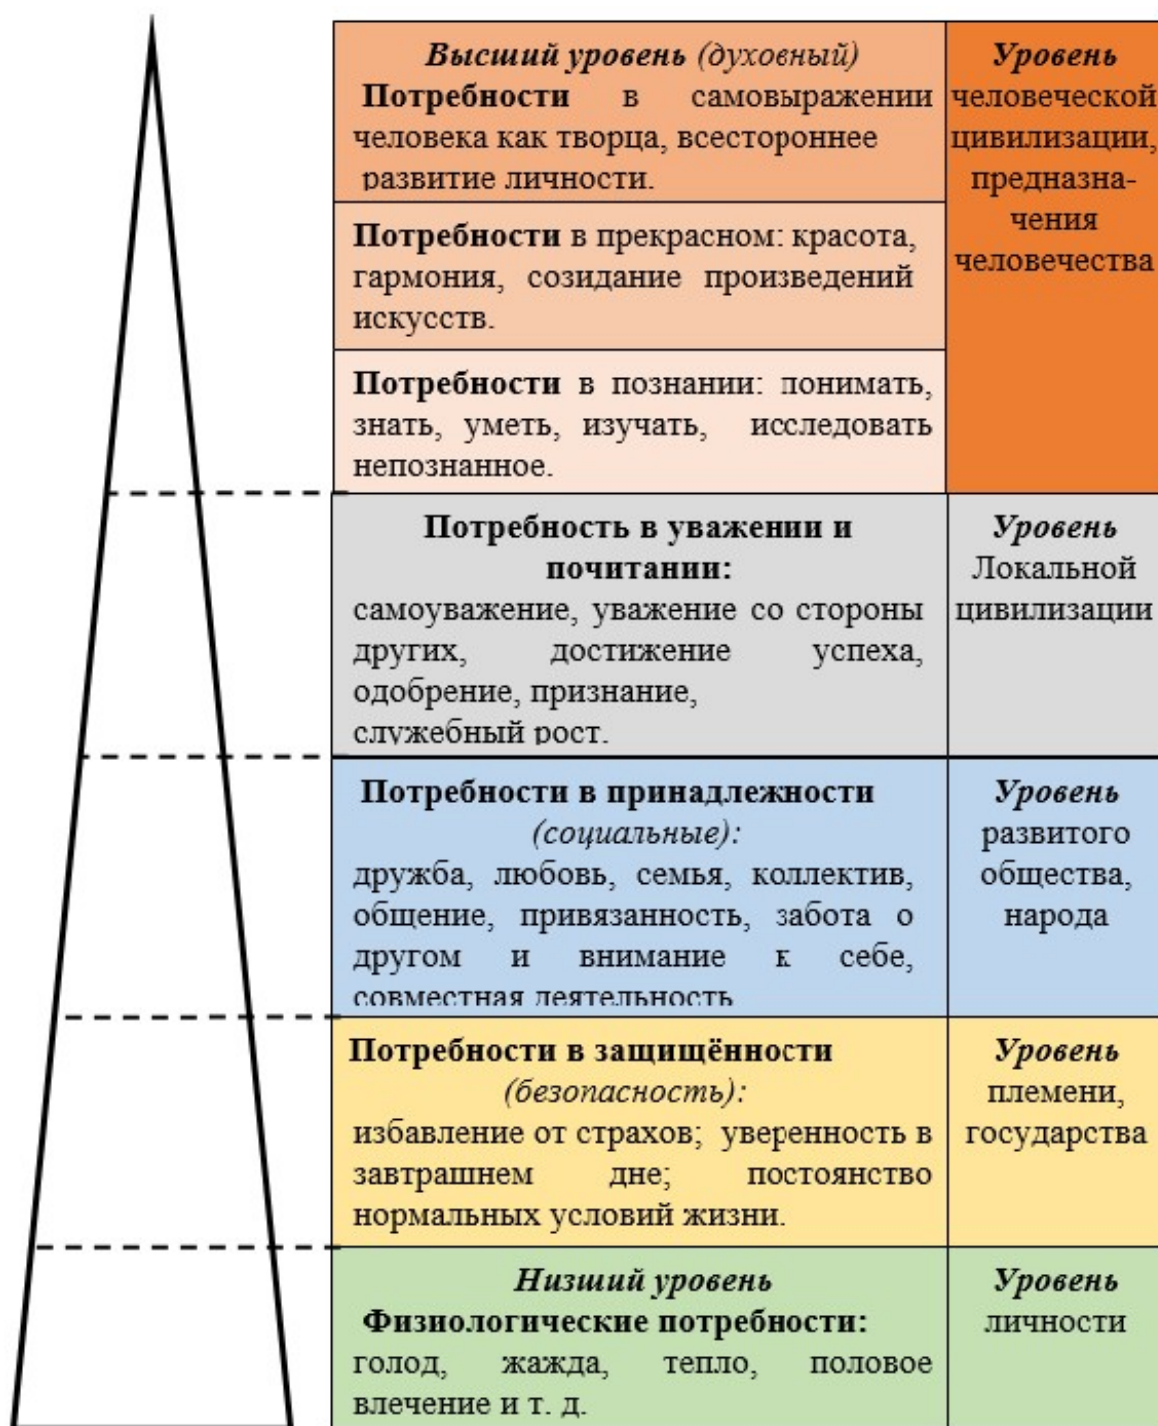 Высший уровень (духовный)
Потребности в самовыражении
человека как творца, всестороннее
развитие личности.
Уровень
человеческой
цивилизации,
предназна-
чения
человечества
Потребности в прекрасном: красота,
гармония, созидание произведений
искусств.
Потребности в познании: понимать,
знать, уметь, изучать, исследовать
непознанное.
Потребность в уважении и
почитании:
самоуважение, уважение со стороны
других, достижение успеха,
одобрение, признание,
служебный рост.
Уровень
Локальной
цивилизации
Потребности в принадлежности
(социальные):
дружба, любовь, семья, коллектив,
общение, привязанность, забота о
другом и внимание к себе,
совместная деятельность
Уровень
развитого
общества,
народа
Потребности в защищённости
(безопасность):
избавление от страхов; уверенность в
завтрашнем дне; постоянство
нормальных условий жизни.
Уровень
племени,
государства
Низший уровень
Физиологические потребности:
голод, жажда, тепло, половое
влечение и т. д.
Уровень
личности